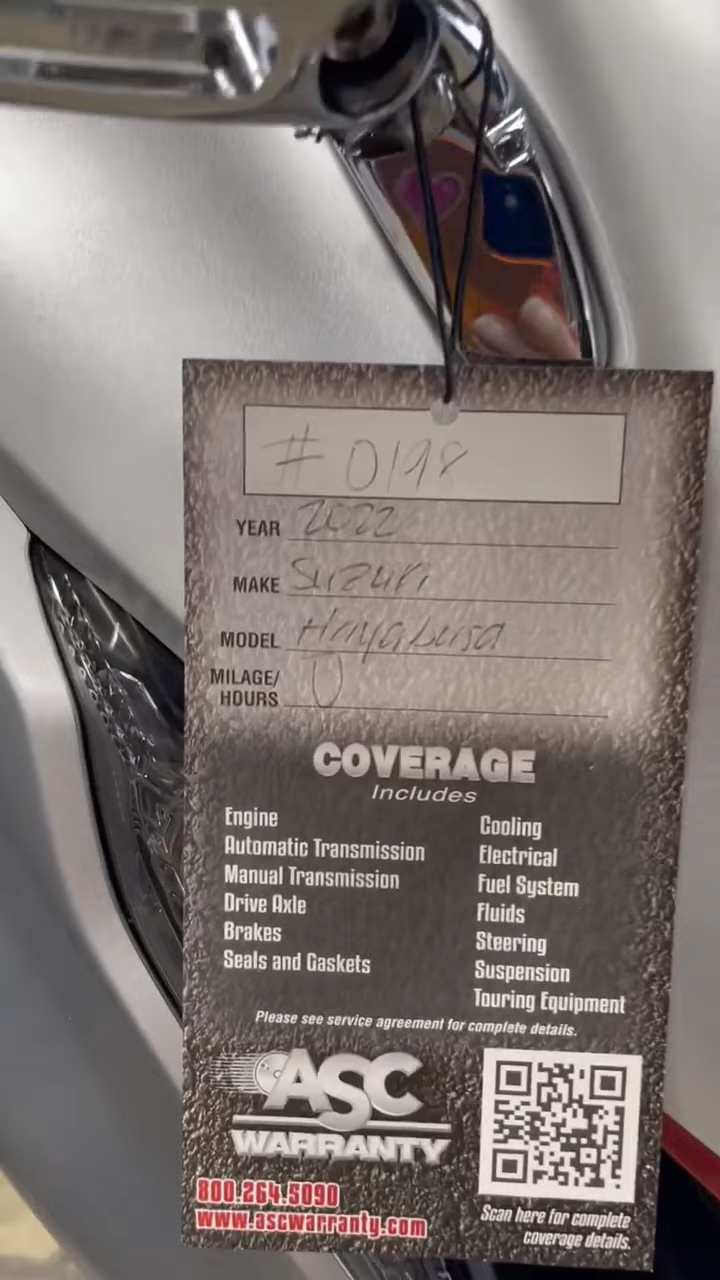 # 0198
YEAR 2022
MAKE Suzuki
MODEL Hayabusa
MILAGE/
HOURS 0
COVERAGE
Includes
Engine
Automatic Transmission
Manual Transmission
Drive Axle
Brakes
Seals and Gaskets
Cooling
Electrical
Fuel System
Fluids
Steering
Suspension
Touring Equipment
Please see service agreement for complete details.
ASC
WARRANTY
800.264.5090
www.ascwarranty.com
Scan here for complete
coverage details.